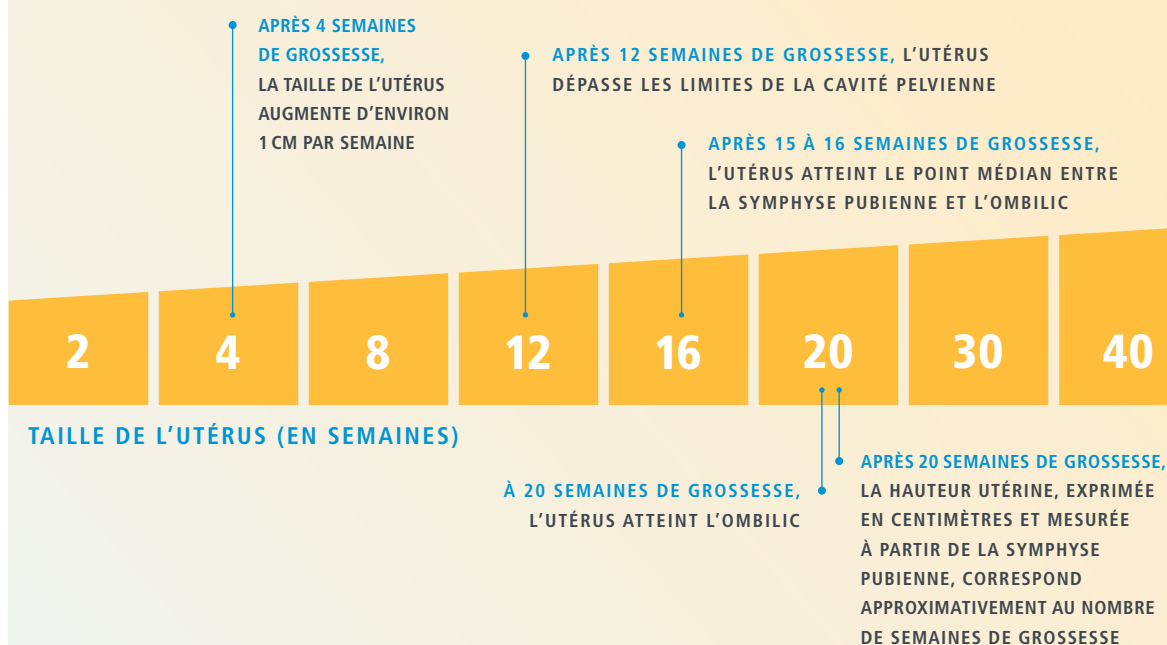 APRÈS 4 SEMAINES
DE GROSSESSE,
LA TAILLE DE L’UTÉRUS
AUGMENTE D’ENVIRON
1 CM PAR SEMAINE
APRÈS 12 SEMAINES DE GROSSESSE, L’UTÉRUS
DÉPASSE LES LIMITES DE LA CAVITÉ PELVIENNE
APRÈS 15 À 16 SEMAINES DE GROSSESSE,
L’UTÉRUS ATTEINT LE POINT MÉDIAN ENTRE
LA SYMPHYSE PUBIENNE ET L’OMBILIC
2 4 8 12 16 20 30 40
TAILLE DE L’UTÉRUS (EN SEMAINES)
À 20 SEMAINES DE GROSSESSE,
L’UTÉRUS ATTEINT L’OMBILIC
APRÈS 20 SEMAINES DE GROSSESSE,
LA HAUTEUR UTÉRINE, EXPRIMÉE
EN CENTIMÈTRES ET MESURÉE
À PARTIR DE LA SYMPHYSE
PUBIENNE, CORRESPOND
APPROXIMATIVEMENT AU NOMBRE
DE SEMAINES DE GROSSESSE